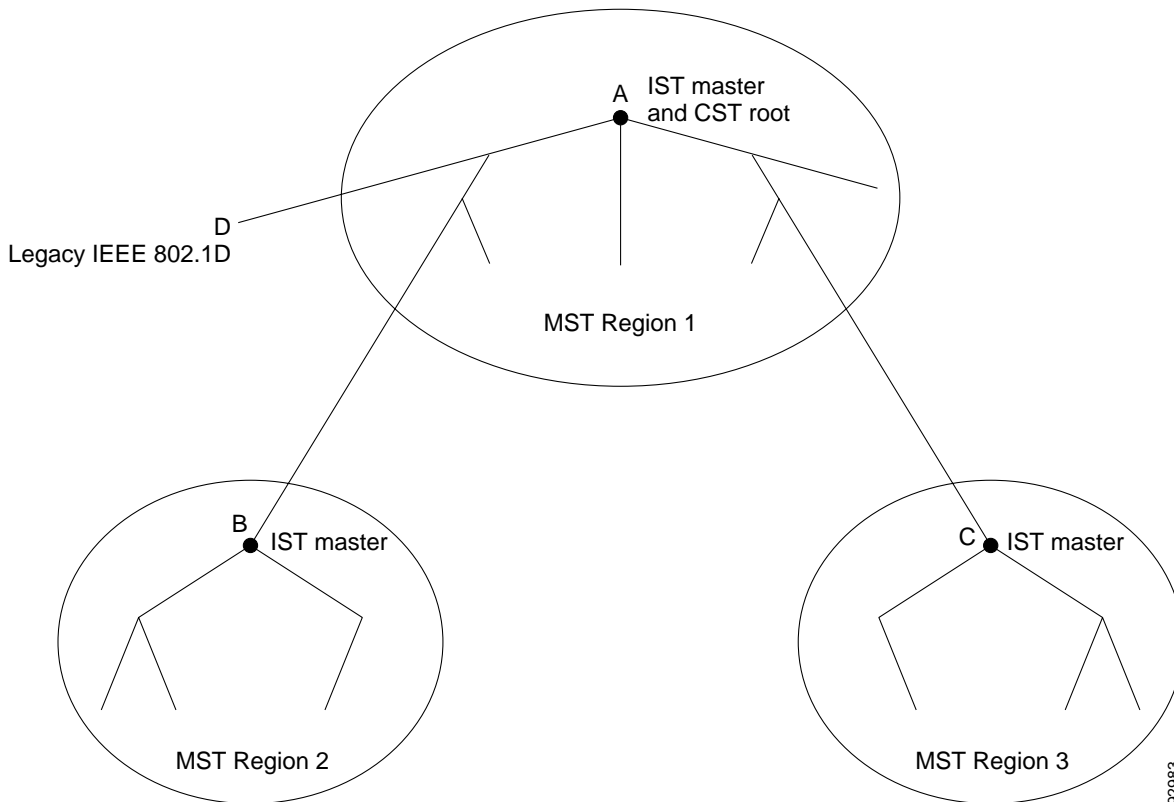 A
IST master
and CST root
D
Legacy IEEE 802.1D
MST Region 1
B
IST master
C
IST master
MST Region 2
MST Region 3